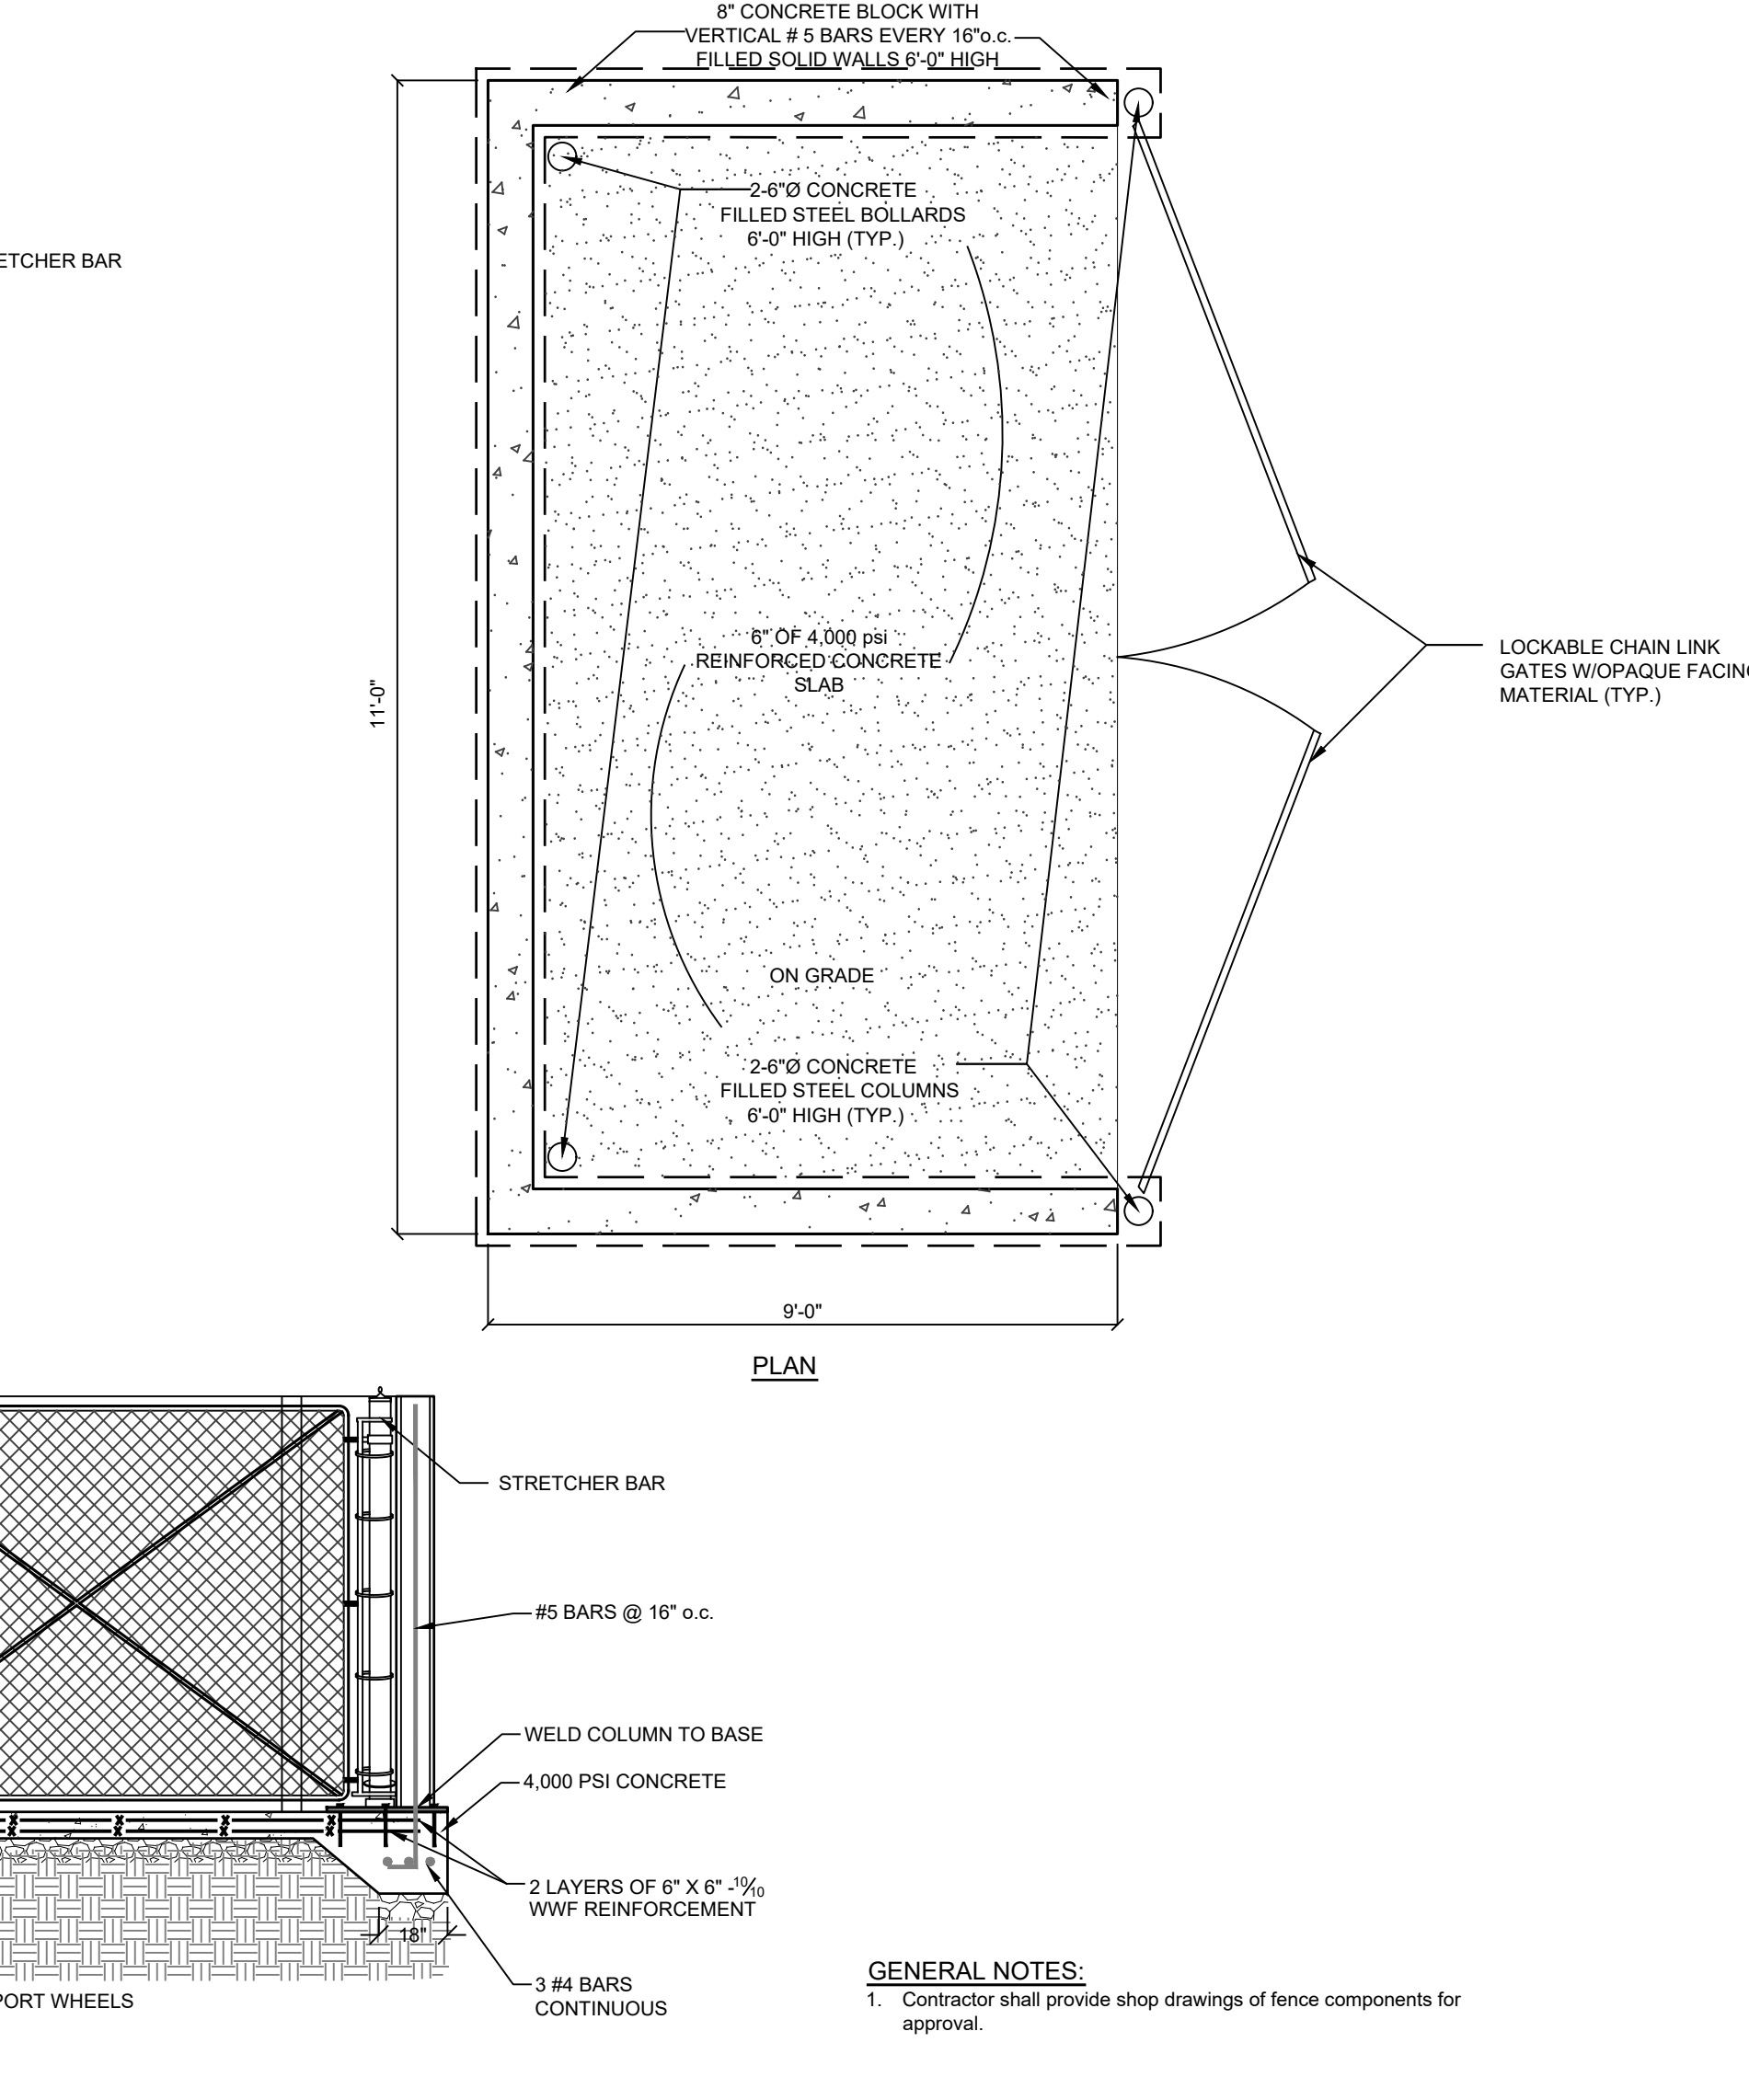 8" CONCRETE BLOCK WITH
VERTICAL # 5 BARS EVERY 16"o.c.
FILLED SOLID WALLS 6'-0" HIGH
2-6"Ø CONCRETE
FILLED STEEL BOLLARDS
6'-0" HIGH (TYP.)
ETCHER BAR
6" OF 4,000 psi
REINFORCED CONCRETE
SLAB
LOCKABLE CHAIN LINK
GATES W/OPAQUE FACING
MATERIAL (TYP.)
11'-0"
ON GRADE
2-6"Ø CONCRETE
FILLED STEEL COLUMNS
6'-0" HIGH (TYP.)
9'-0"
PLAN
STRETCHER BAR
#5 BARS @ 16" o.c.
WELD COLUMN TO BASE
4,000 PSI CONCRETE
2 LAYERS OF 6" X 6" -10/10
WWF REINFORCEMENT
18"
3 #4 BARS
CONTINUOUS
PORT WHEELS
GENERAL NOTES:
1. Contractor shall provide shop drawings of fence components for
approval.